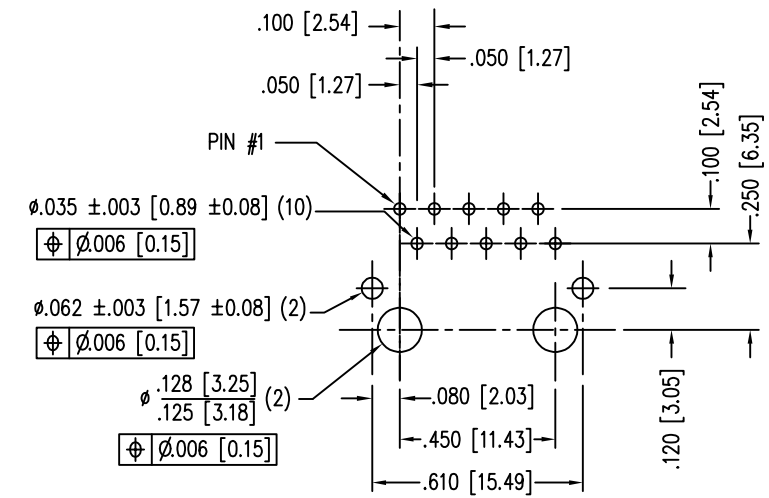 .100 [2.54]
.050 [1.27]
.050 [1.27]
PIN #1
.100 [2.54]
.250 [6.35]
ø.035 ±.003 [0.89 ±0.08] (10)
⌖ Ø.006 [0.15]
ø.062 ±.003 [1.57 ±0.08] (2)
⌖ Ø.006 [0.15]
ø .128 [3.25]
.125 [3.18] (2)
⌖ Ø.006 [0.15]
.080 [2.03]
.450 [11.43]
.610 [15.49]
.120 [3.05]